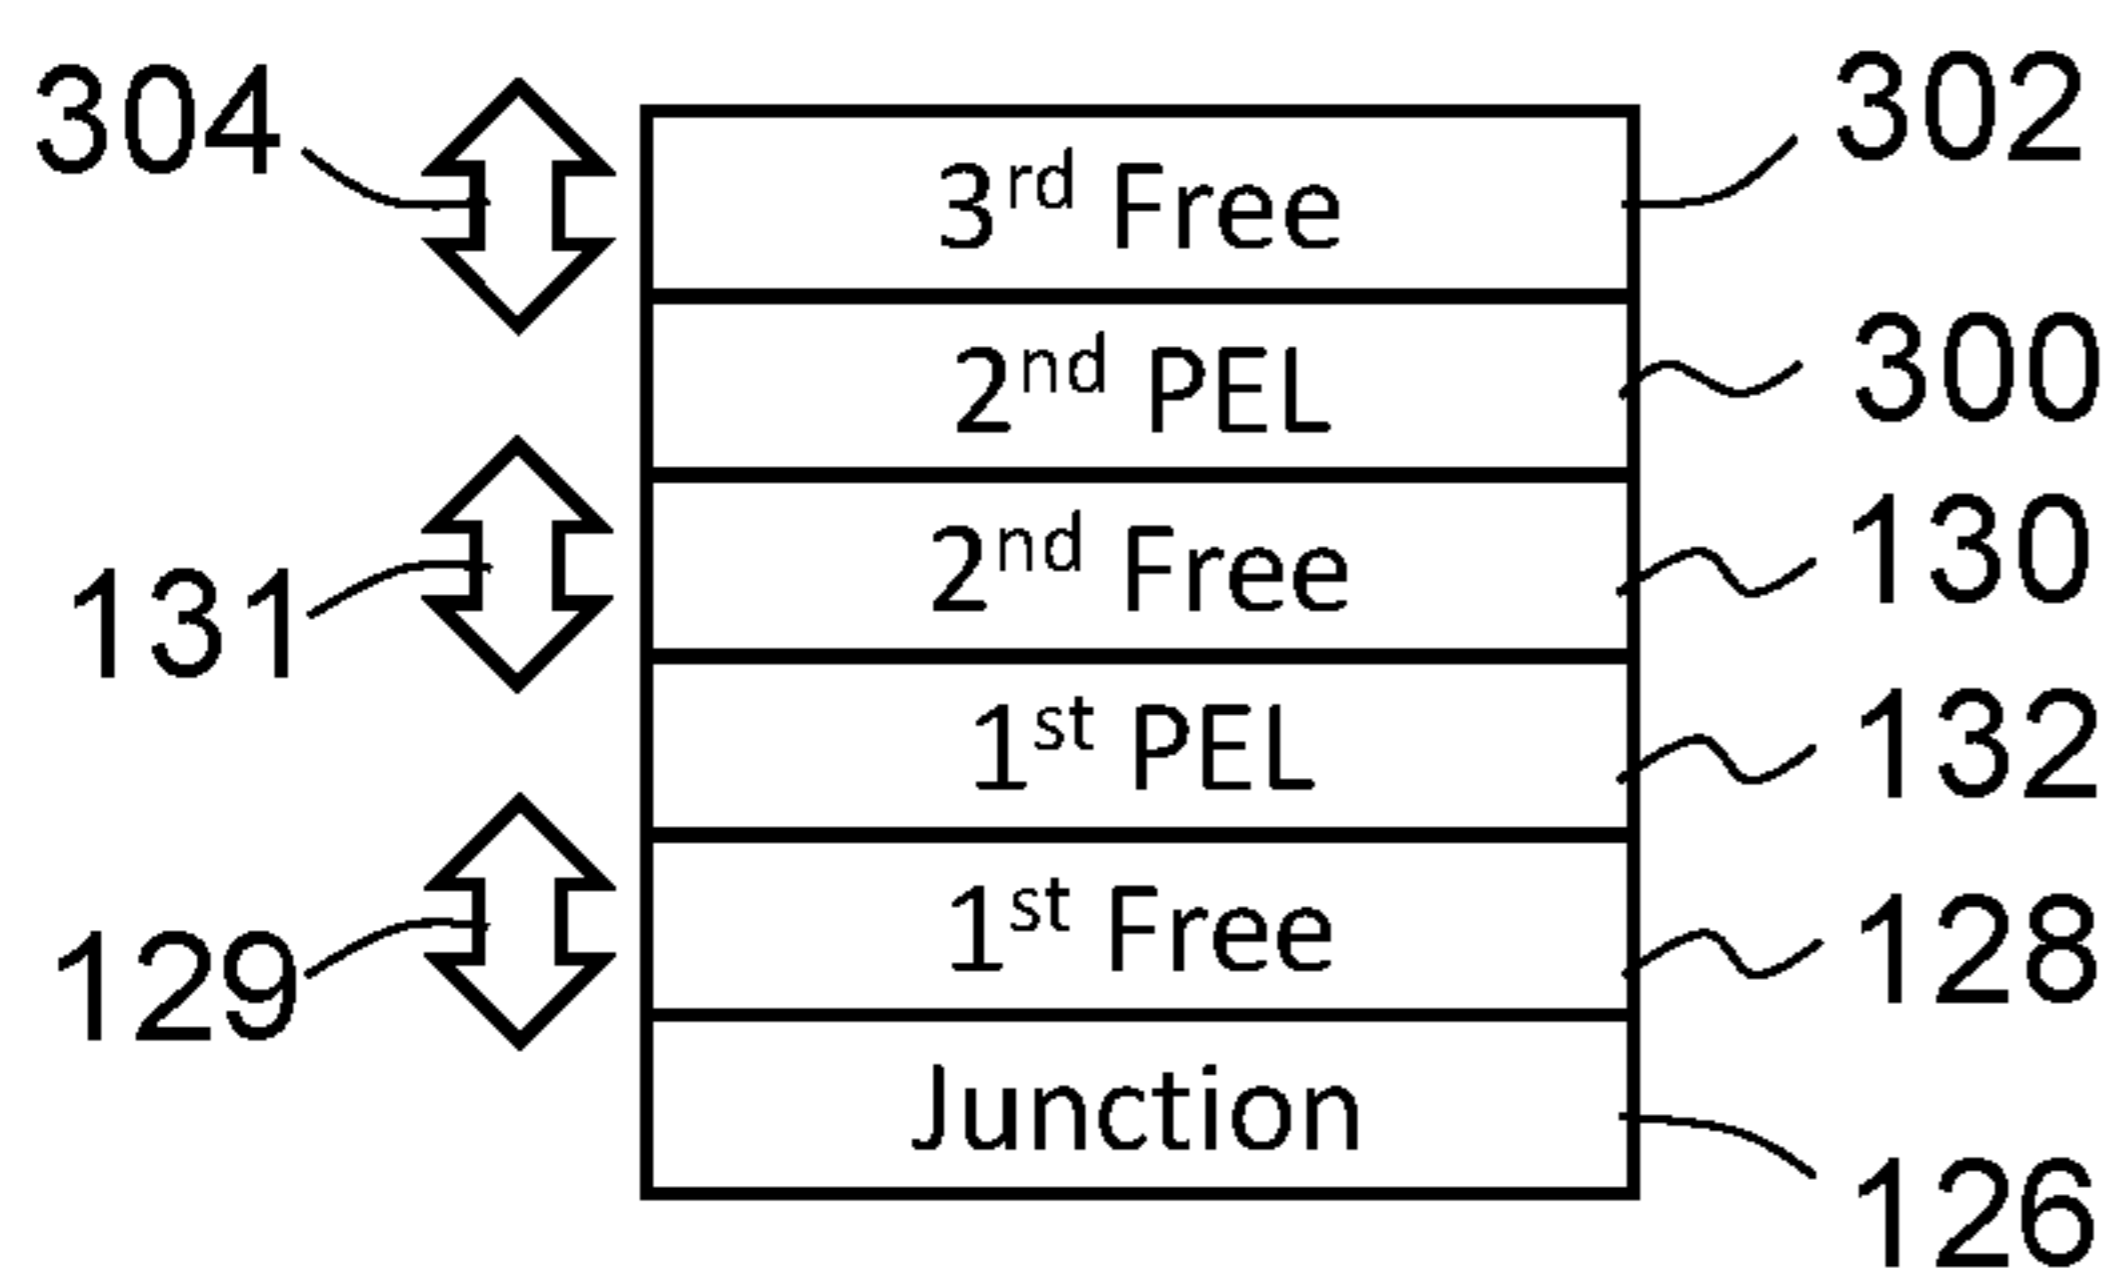 304 3rd Free 302
2nd PEL 300
131 2nd Free 130
1st PEL 132
129 1st Free 128
Junction 126